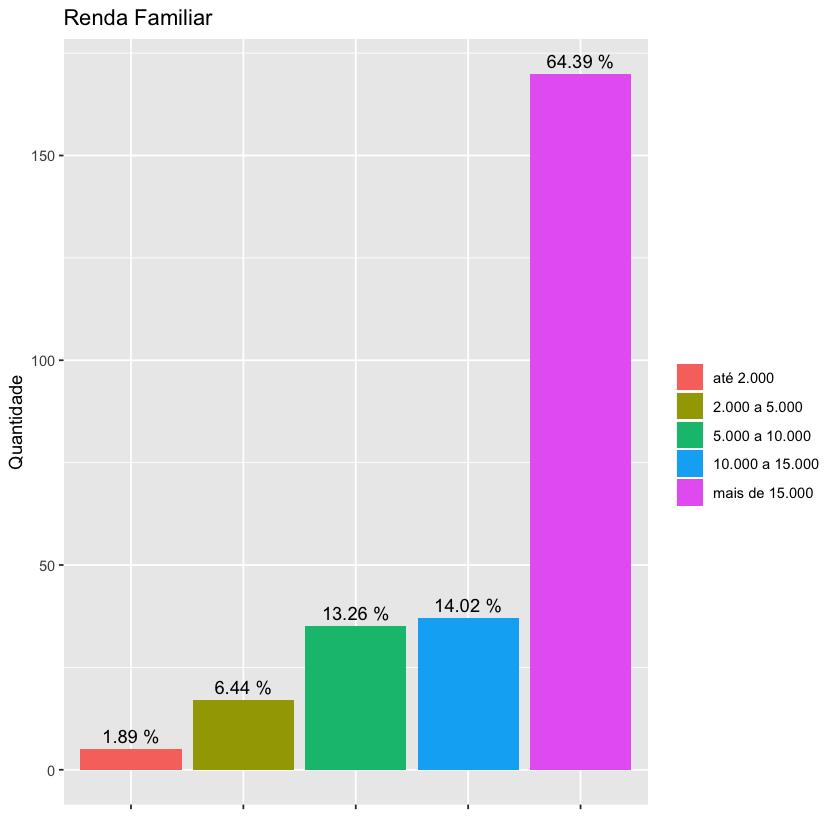 Renda Familiar
64.39 %
150
100
Quantidade
50
0
1.89 %
6.44 %
13.26 %
14.02 %
até 2.000
2.000 a 5.000
5.000 a 10.000
10.000 a 15.000
mais de 15.000